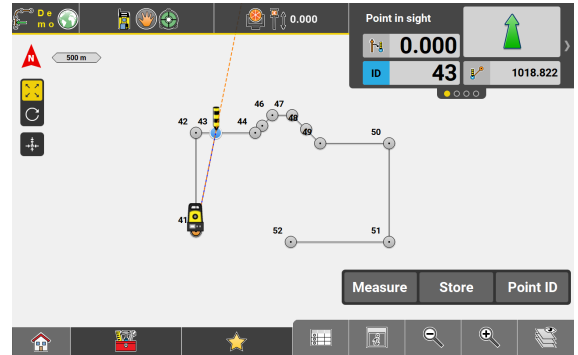 De
mo
0.000
Point in sight
0.000
ID
43
1018.822
N
500 m
46 47
42 43 44 48
49
50
41
52
51
Measure
Store
Point ID